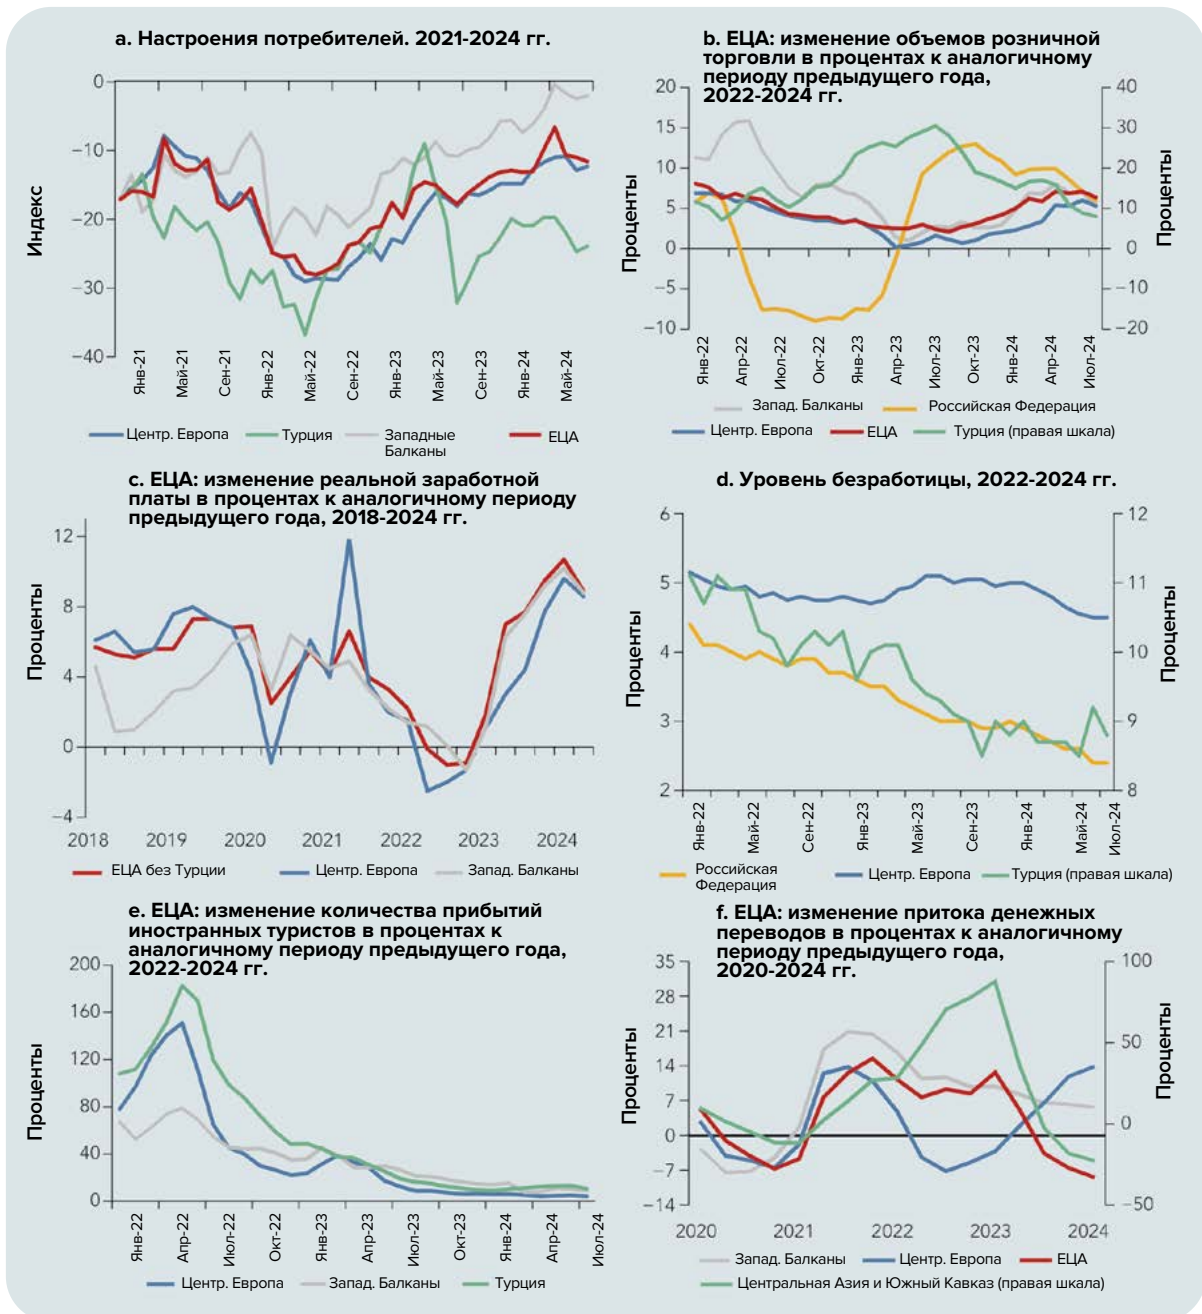 a. Настроения потребителей. 2021-2024 гг.
0
−10
−20
−30
−40
Индекс
Янв-21
Май-21
Сен-21
Янв-22
Май-22
Сен-22
Янв-23
Май-23
Сен-23
Янв-24
Май-24
Центр. Европа
Турция
Западные
Балканы
ЕЦА
b. ЕЦА: изменение объемов розничной
торговли в процентах к аналогичному
периоду предыдущего года,
2022-2024 гг.
20
15
10
5
0
−5
−10
Проценты
40
30
20
10
0
−10
−20
Проценты
Янв-22
Апр-22
Июл-22
Окт-22
Янв-23
Апр-23
Июл-23
Окт-23
Янв-24
Апр-24
Июл-24
Запад. Балканы
Российская Федерация
Центр. Европа
ЕЦА
Турция (правая шкала)
c. ЕЦА: изменение реальной заработной
платы в процентах к аналогичному периоду
предыдущего года, 2018-2024 гг.
12
8
4
0
−4
Проценты
2018
2019
2020
2021
2022
2023
2024
ЕЦА без Турции
Центр. Европа
Запад. Балканы
d. Уровень безработицы, 2022-2024 гг.
6
5
4
3
2
Проценты
12
11
10
9
8
Проценты
Янв-22
Май-22
Сен-22
Янв-23
Май-23
Сен-23
Янв-24
Май-24
Июл-24
Российская
Федерация
Центр. Европа
Турция (правая шкала)
e. ЕЦА: изменение количества прибытий
иностранных туристов в процентах к
аналогичному периоду предыдущего года,
2022-2024 гг.
200
160
120
80
40
0
Проценты
Янв-22
Апр-22
Июл-22
Окт-22
Янв-23
Апр-23
Июл-23
Окт-23
Янв-24
Апр-24
Июл-24
Центр. Европа
Запад. Балканы
Турция
f. ЕЦА: изменение притока денежных
переводов в процентах к аналогичному
периоду предыдущего года,
2020-2024 гг.
35
28
21
14
7
0
−7
−14
Проценты
100
50
0
−50
Проценты
2020
2021
2022
2023
2024
Запад. Балканы
Центр. Европа
ЕЦА
Центральная Азия и Южный Кавказ (правая шкала)